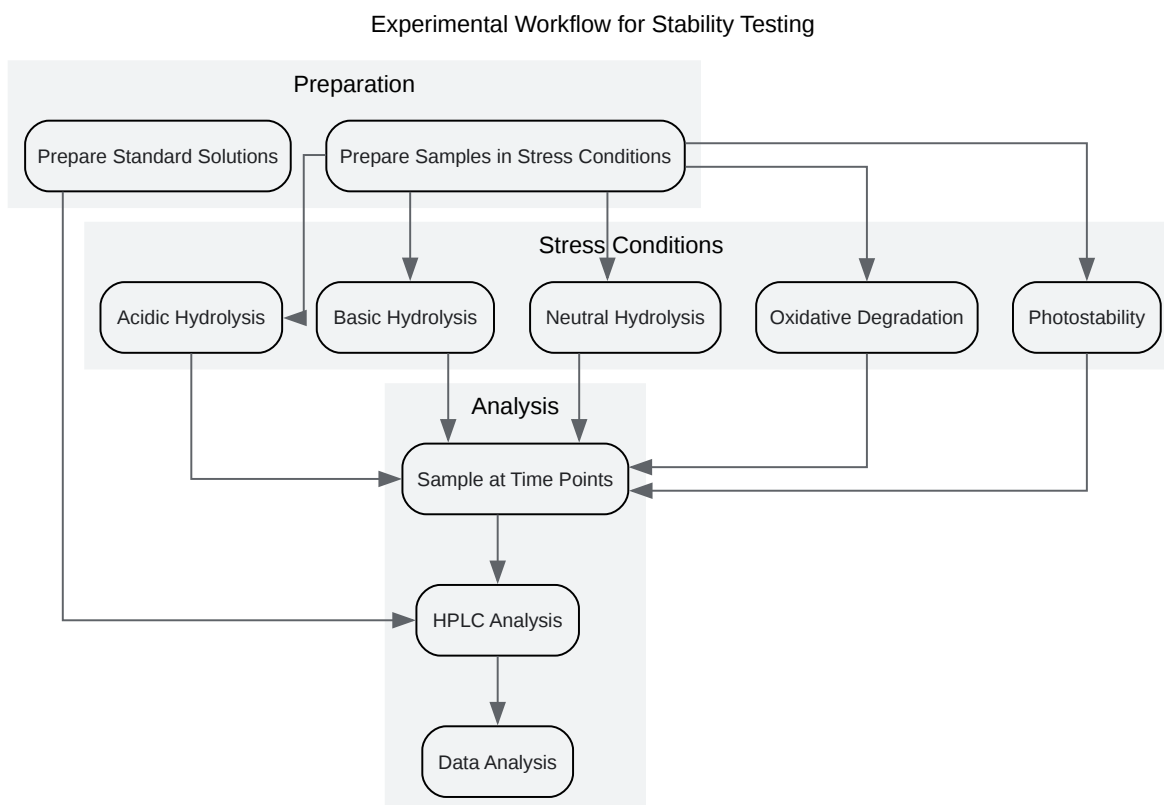 Experimental Workflow for Stability Testing
Preparation
Prepare Standard Solutions
Prepare Samples in Stress Conditions
Stress Conditions
Acidic Hydrolysis
Basic Hydrolysis
Neutral Hydrolysis
Oxidative Degradation
Photostability
Analysis
Sample at Time Points
HPLC Analysis
Data Analysis